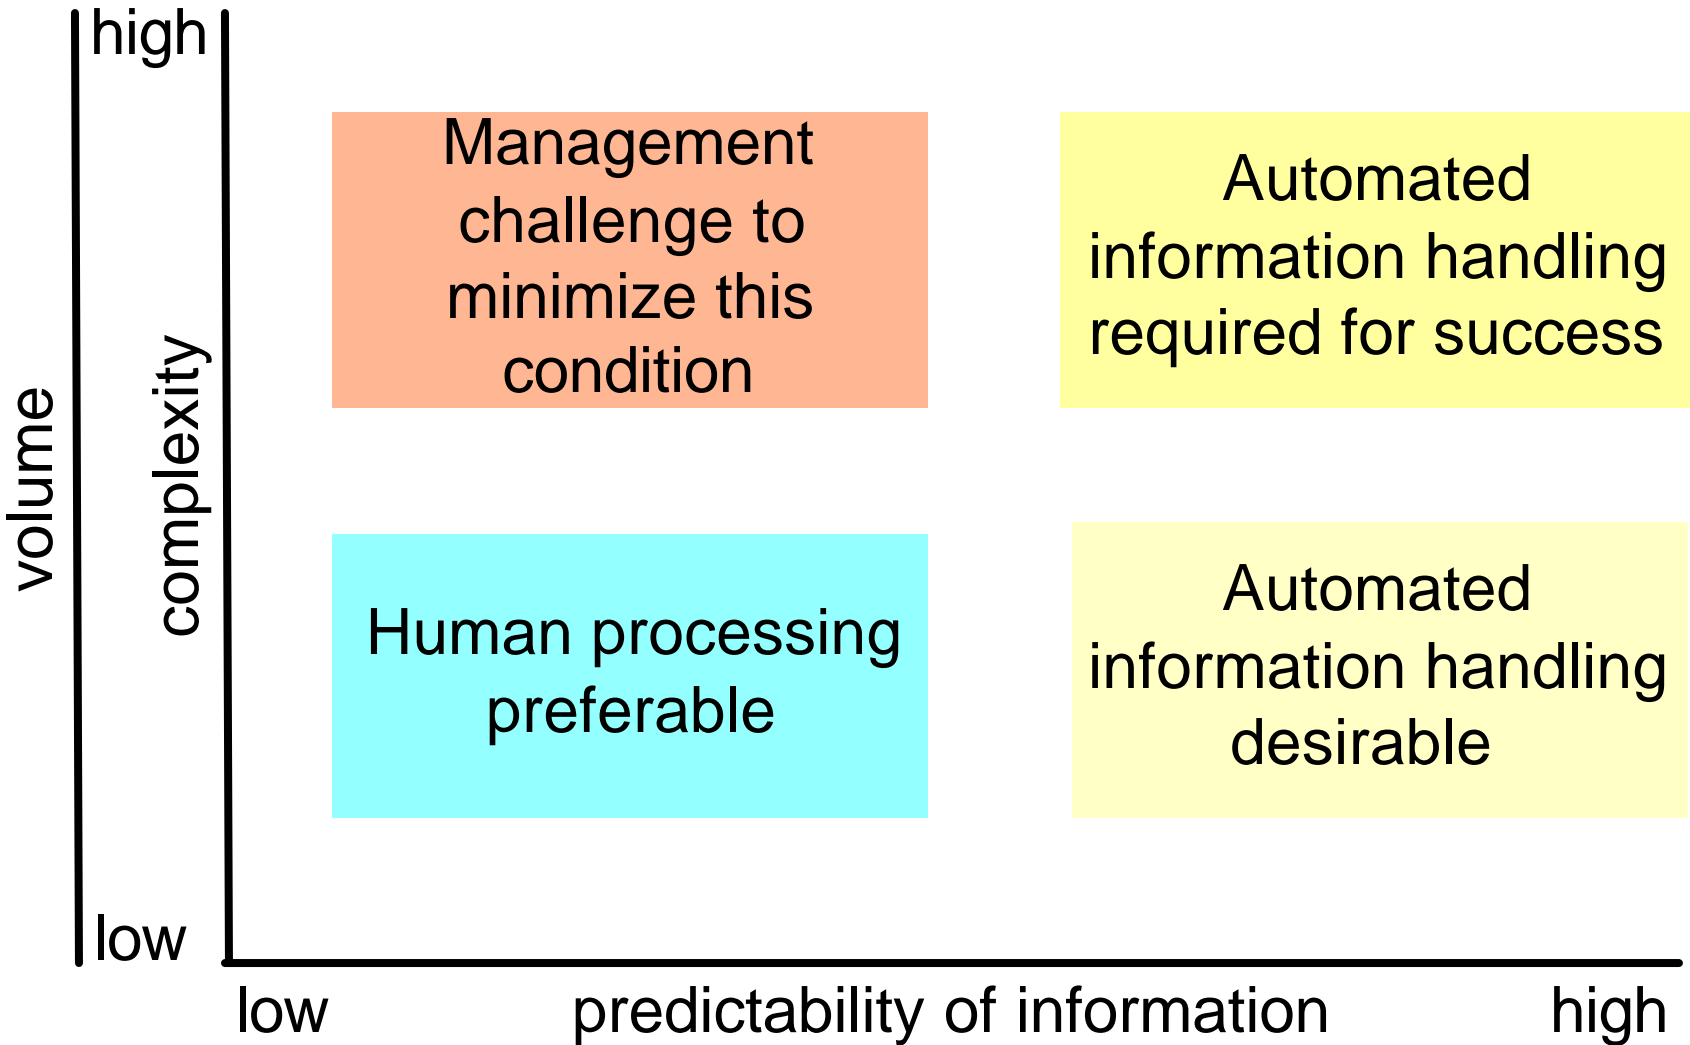 high
volume
complexity
low
Management
challenge to
minimize this
condition
Automated
information handling
required for success
Human processing
preferable
Automated
information handling
desirable
low predictability of information high